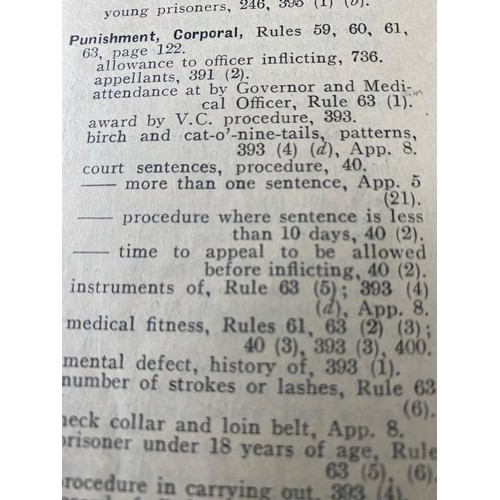 young prisoners, 246, 395 (1) (b).
Punishment, Corporal, Rules 59, 60, 61,
63, page 122.
allowance to officer inflicting, 736.
appellants, 391 (2).
attendance at by Governor and Medi-
cal Officer, Rule 63 (1).
award by V.C. procedure, 393.
birch and cat-o'-nine-tails, patterns,
393 (4) (d), App. 8.
court sentences, procedure, 40.
— more than one sentence, App. 5
(21).
— procedure where sentence is less
than 10 days, 40 (2).
— time to appeal to be allowed
before inflicting, 40 (2).
instruments of, Rule 63 (5); 393 (4)
(d), App. 8.
medical fitness, Rules 61, 63 (2) (3);
40 (3), 393 (3), 400.
mental defect, history of, 393 (1).
number of strokes or lashes, Rule 63
(6).
neck collar and loin belt, App. 8.
prisoner under 18 years of age, Rule
63 (5), (6).
procedure in carrying out, 393 (4).